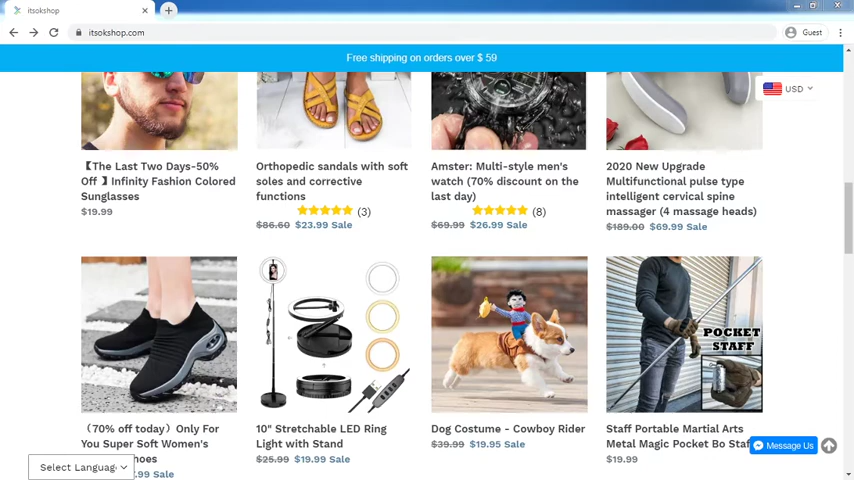 itsokshop
itsokshop.com
Guest
Free shipping on orders over $ 59
USD
【The Last Two Days-50%
Off 】Infinity Fashion Colored
Sunglasses
$19.99
Orthopedic sandals with soft
soles and corrective
functions
(3)
$86.60 $23.99 Sale
Amster: Multi-style men's
watch (70% discount on the
last day)
(8)
$69.99 $26.99 Sale
2020 New Upgrade
Multifunctional pulse type
intelligent cervical spine
massager (4 massage heads)
$189.00 $69.99 Sale
POCKET
STAFF
（70% off today）Only For
You Super Soft Women's
hoes
.99 Sale
10" Stretchable LED Ring
Light with Stand
$25.99 $19.99 Sale
Dog Costume - Cowboy Rider
$39.99 $19.95 Sale
Staff Portable Martial Arts
Metal Magic Pocket Bo Staf
$19.99
Select Languag
Message Us